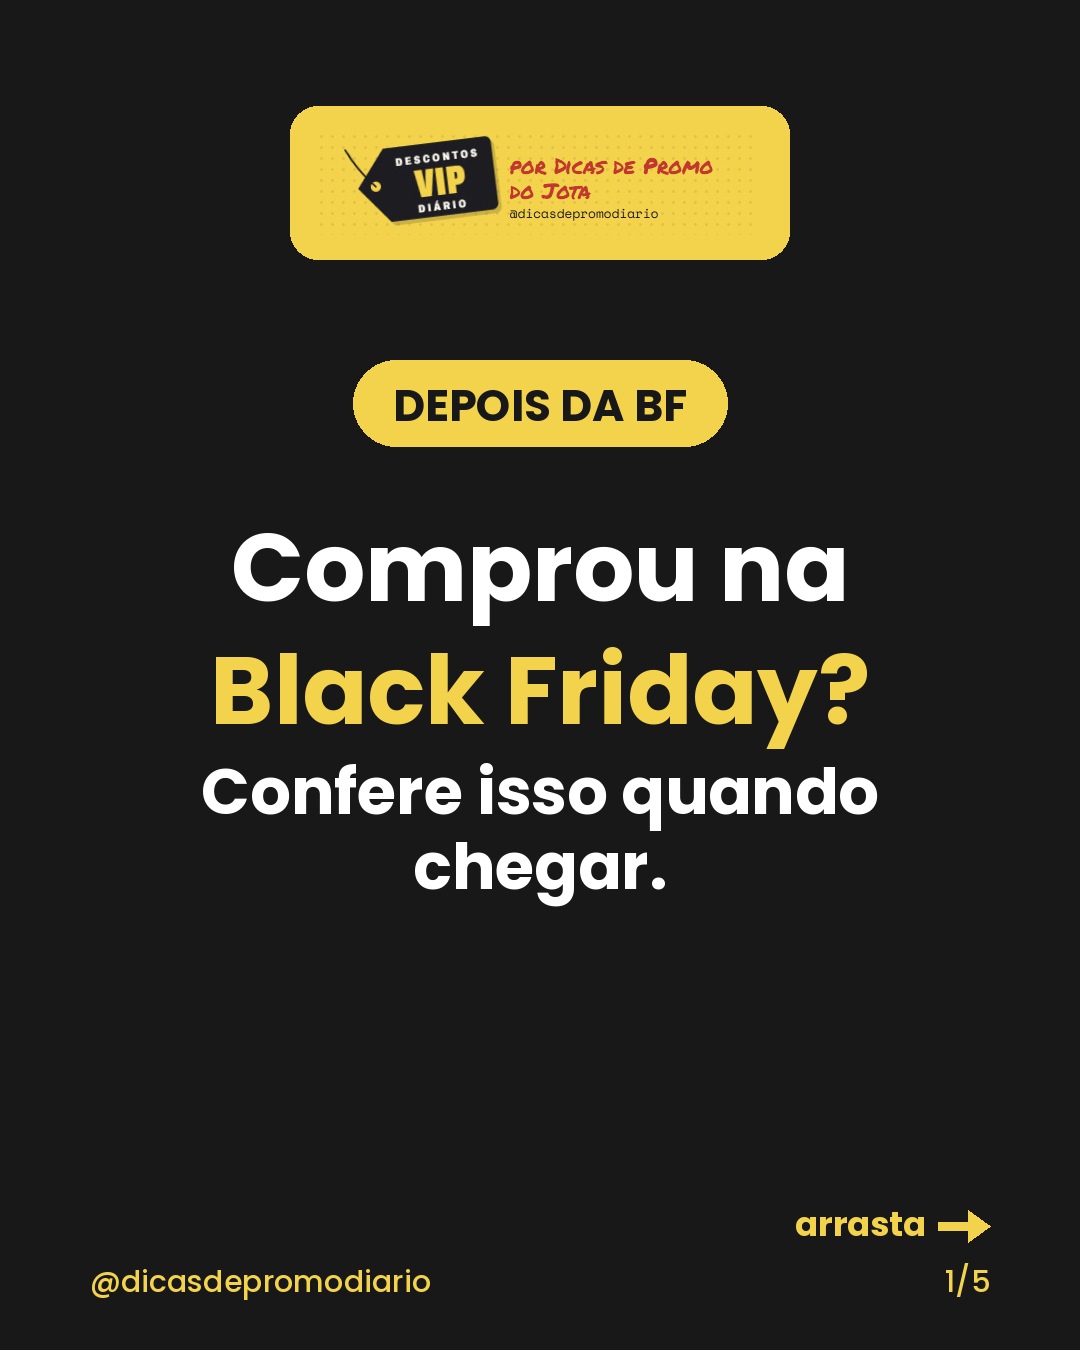 DESCONTOS
VIP
DIÁRIO
por Dicas de Promo
do Jota
@dicasdepromodiario
DEPOIS DA BF
Comprou na
Black Friday?
Confere isso quando
chegar.
arrasta
@dicasdepromodiario
1/5